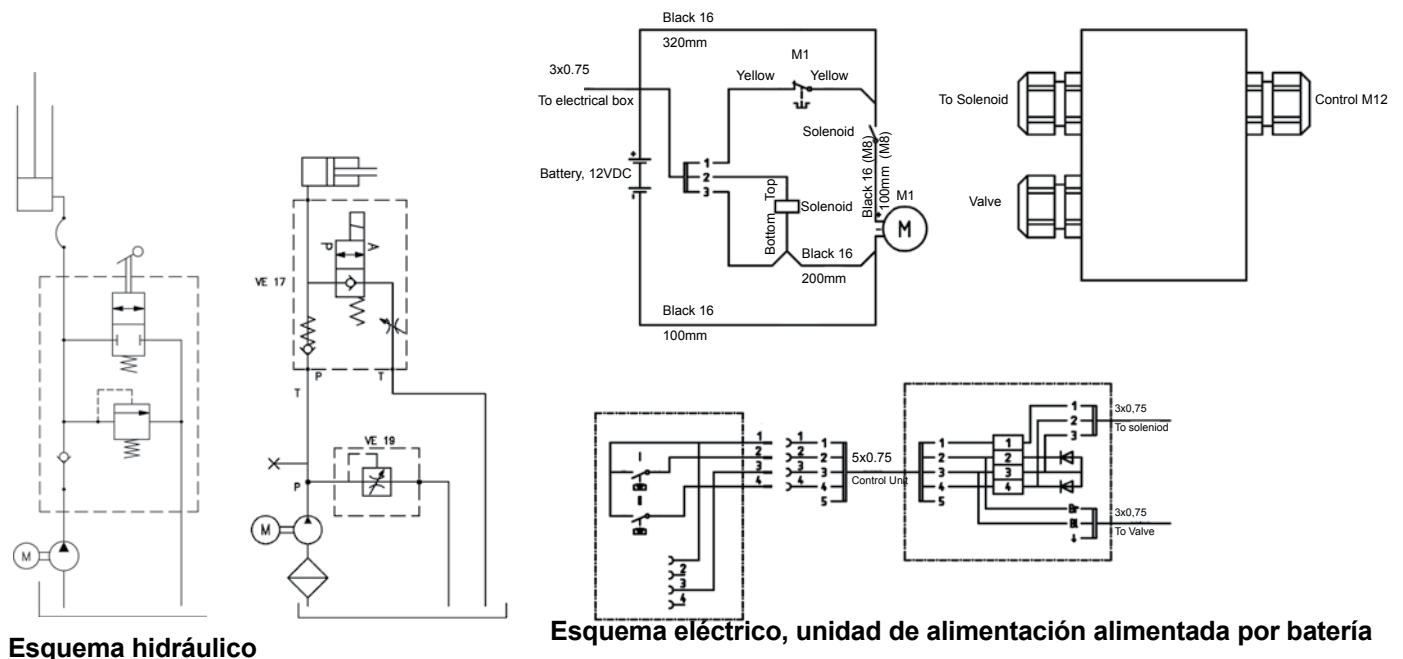 Black 16
320mm
M1
3x0.75
Yellow Yellow
To electrical box
To Solenoid
Control M12
Solenoid
+
Battery, 12VDC
-
1
2
3
Top
Solenoid
Bottom
Black 16 (M8)
100mm (M8)
+
M1
-
M
Valve
Black 16
200mm
Black 16
100mm
A
P
VE 17
P
T
T
VE 19
P
M
M
I
II
1
2
3
4
2
3
4
1
2
3
4
1
2
3
4
5
5x0.75
Control Unit
1
2
3
4
5
1
2
3
4
1
2
3
3x0,75
To soleniod
Br
Bl
3x0,75
To Valve
Esquema hidráulico
Esquema eléctrico, unidad de alimentación alimentada por batería